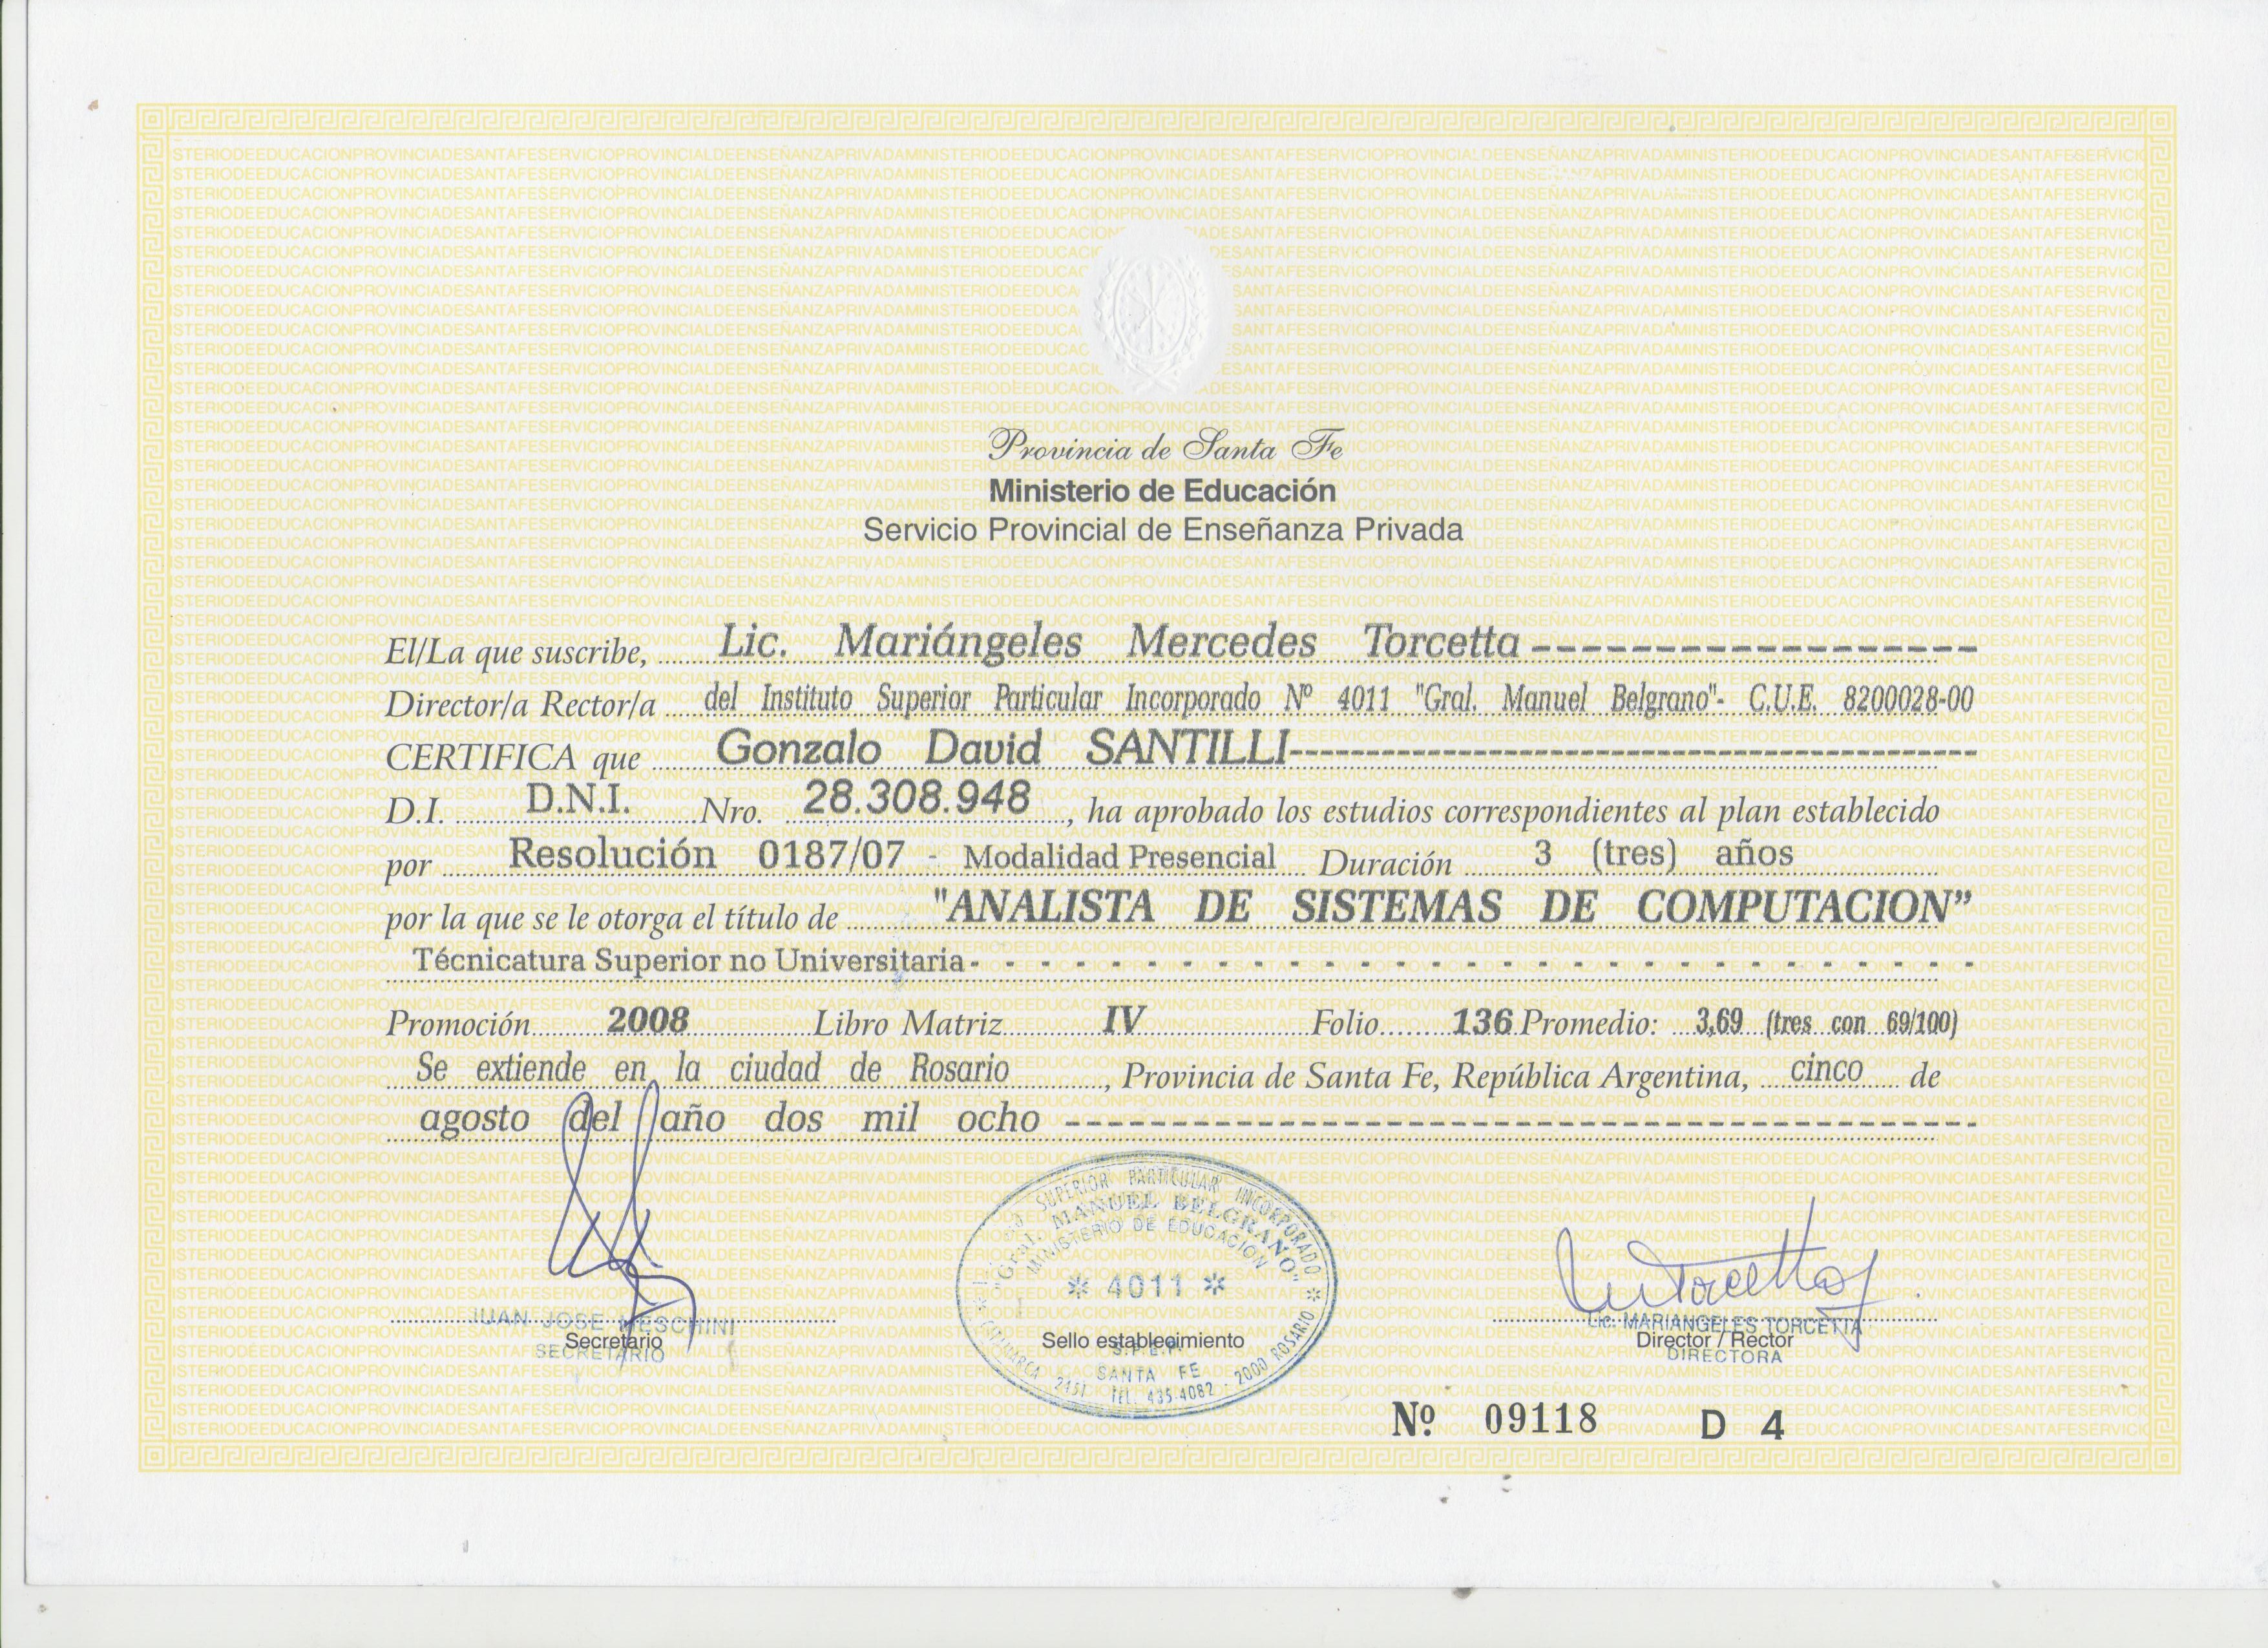 Provincia de Santa Fe
Ministerio de Educación
Servicio Provincial de Enseñanza Privada
El/La que suscribe, Lic. Mariángeles Mercedes Torcetta
Director/a Rector/a del Instituto Superior Particular Incorporado Nº 4011 "Gral. Manuel Belgrano"- C.U.E. 8200028-00
CERTIFICA que Gonzalo David SANTILLI
D.I. D.N.I. Nro. 28.308.948, ha aprobado los estudios correspondientes al plan establecido
por Resolución 0187/07 - Modalidad Presencial Duración 3 (tres) años
por la que se le otorga el título de "ANALISTA DE SISTEMAS DE COMPUTACION”
Técnicatura Superior no Universitaria
Promoción 2008 Libro Matriz IV Folio 136 Promedio: 3,69 (tres con 69/100)
Se extiende en la ciudad de Rosario, Provincia de Santa Fe, República Argentina, cinco de
agosto del año dos mil ocho
SUPERIOR PARTICULAR INCORPORADO
"Gral. MANUEL BELGRANO"
MINISTERIO DE EDUCACION
* 4011 *
S.P.E.P.
SANTA FE
CATAMARCA 2151 - TEL. 435-4082 - 2000 ROSARIO
Sello establecimiento
JUAN JOSE MESCHINI
SECRETARIO
Secretario
Torcetta
Lic. MARIANGELES TORCETTA
DIRECTORA
Director / Rector
Nº 09118 D 4
STERIODEEDUCACIONPROVINCIADESANTAFESERVICIOPROVINCIALDEENSEÑANZAPRIVADAMINISTERIODEEDUCACIONPROVINCIADESANTAFESERVICIOPROVINCIALDEENSEÑANZAPRIVADAMINISTERIODEEDUCACIONPROVINCIADESANTAFESERVICI